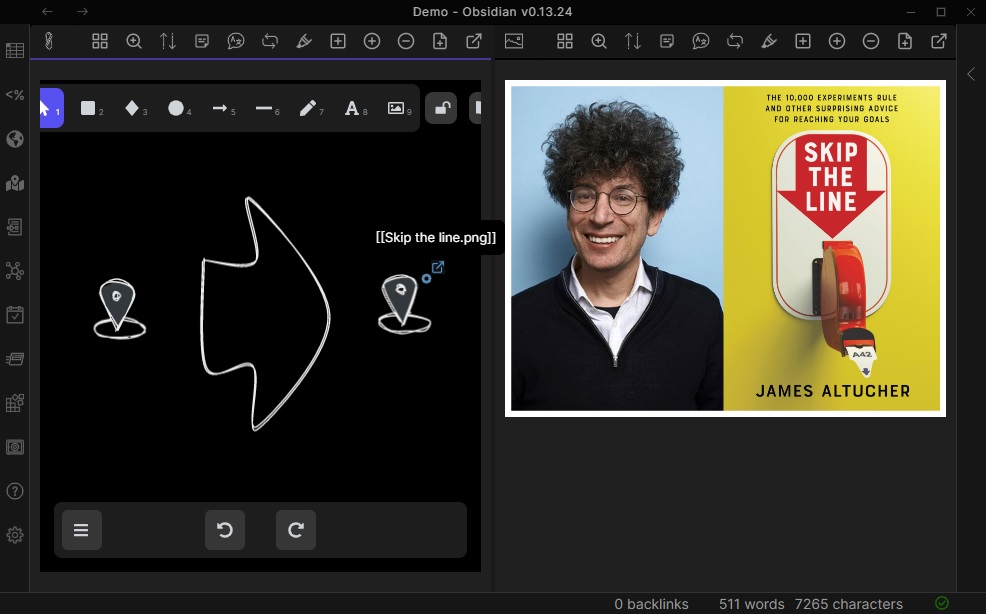 Demo - Obsidian v0.13.24
1
2
3
4
5
6
7
A 8
9
[[Skip the line.png]]
THE 10,000 EXPERIMENTS RULE
AND OTHER SURPRISING ADVICE
FOR REACHING YOUR GOALS
SKIP
THE
LINE
A42
JAMES ALTUCHER
0 backlinks 511 words 7265 characters